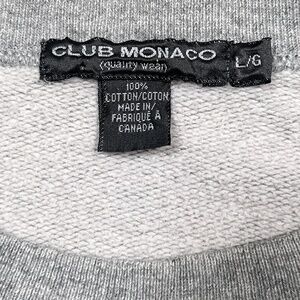 CLUB MONACO
(quality wear)
L/G
100%
COTTON/COTON
MADE IN/
FABRIQUÉ À
CANADA